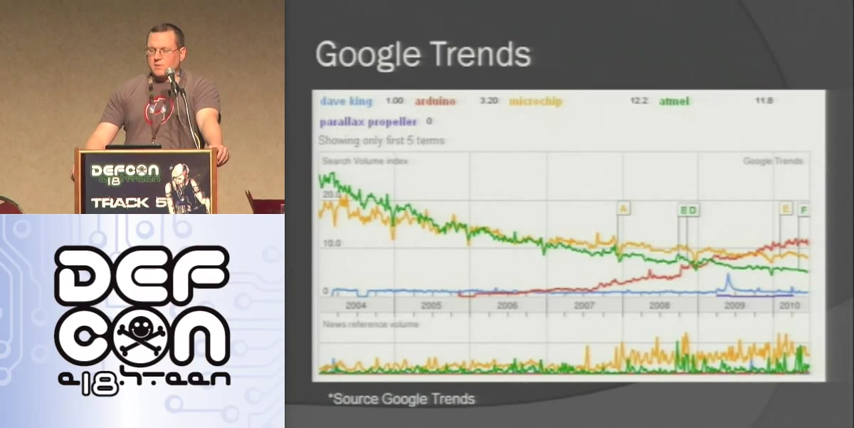 DEFCON
18
TRACK 5
DEF
CON
e18hteen
Google Trends
dave king 1.00 arduino 3.20 microchip 12.2 atmel 11.8
parallax propeller 0
Showing only first 5 terms
Search Volume index
Google Trends
20.0
10.0
0
A
E D
E
F
2004 2005 2006 2007 2008 2009 2010
News reference volume
0
*Source Google Trends